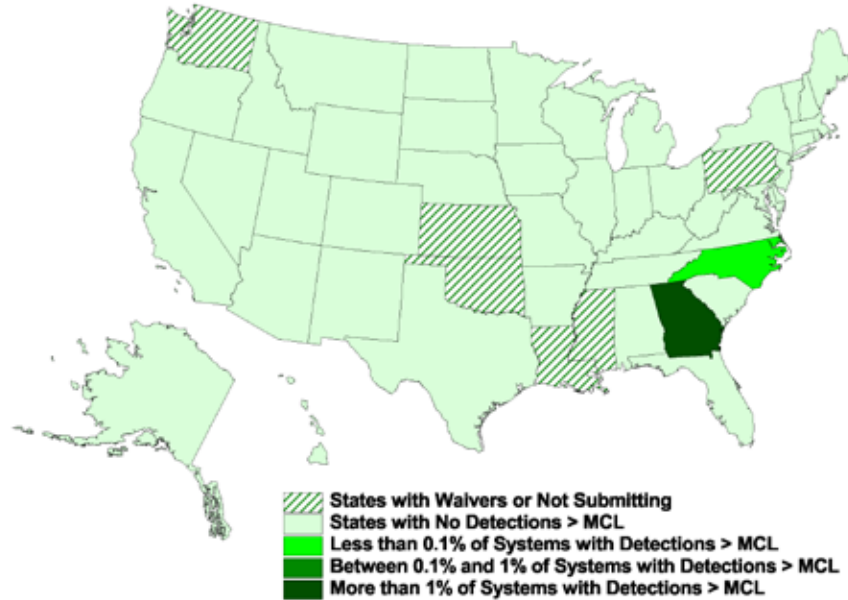 States with Waivers or Not Submitting
States with No Detections > MCL
Less than 0.1% of Systems with Detections > MCL
Between 0.1% and 1% of Systems with Detections > MCL
More than 1% of Systems with Detections > MCL